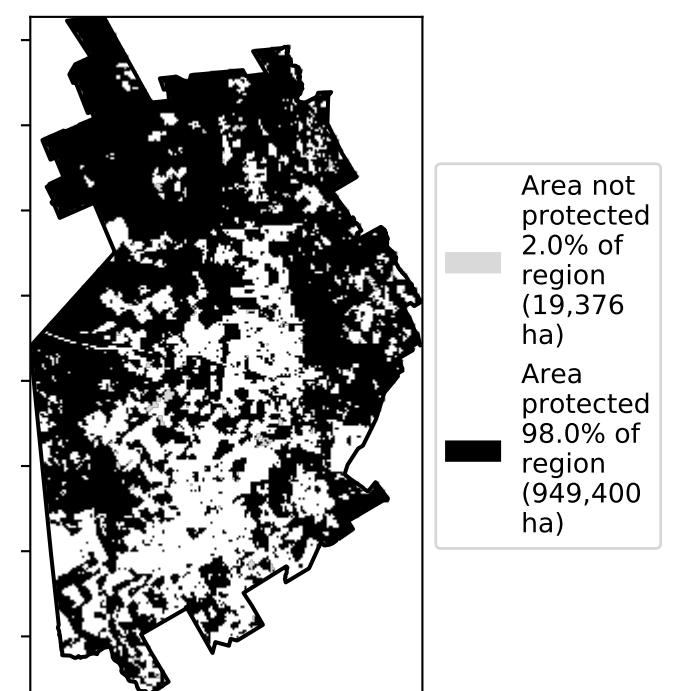 Area not
protected
2.0% of
region
(19,376
ha)
Area
protected
98.0% of
region
(949,400
ha)